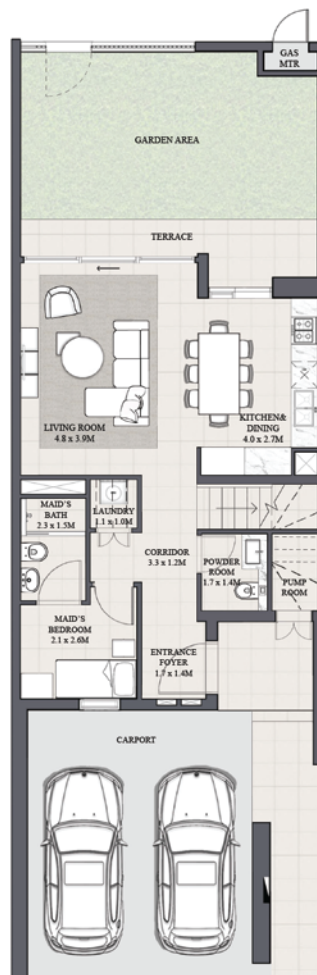 GAS
MTR
GARDEN AREA
TERRACE
LIVING ROOM
4.8 x 3.9M
KITCHEN&
DINING
4.0 x 2.7M
MAID'S
BATH
2.3 x 1.5M
LAUNDRY
1.1 x 1.0M
CORRIDOR
3.3 x 1.2M
POWDER
ROOM
1.7 x 1.4M
PUMP
ROOM
MAID'S
BEDROOM
2.1 x 2.6M
ENTRANCE
FOYER
1.7 x 1.4M
CARPORT